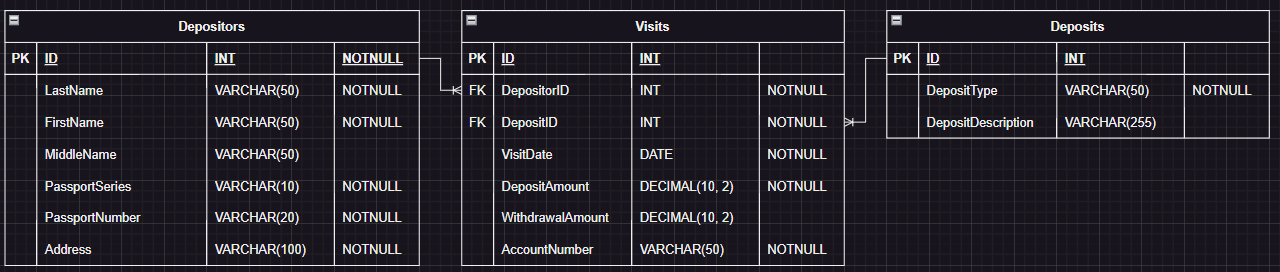 Depositors
PK ID INT NOTNULL
LastName VARCHAR(50) NOTNULL
FirstName VARCHAR(50) NOTNULL
MiddleName VARCHAR(50)
PassportSeries VARCHAR(10) NOTNULL
PassportNumber VARCHAR(20) NOTNULL
Address VARCHAR(100) NOTNULL
Visits
PK ID INT
FK DepositorID INT NOTNULL
FK DepositID INT NOTNULL
VisitDate DATE NOTNULL
DepositAmount DECIMAL(10, 2) NOTNULL
WithdrawalAmount DECIMAL(10, 2)
AccountNumber VARCHAR(50) NOTNULL
Deposits
PK ID INT
DepositType VARCHAR(50) NOTNULL
DepositDescription VARCHAR(255)